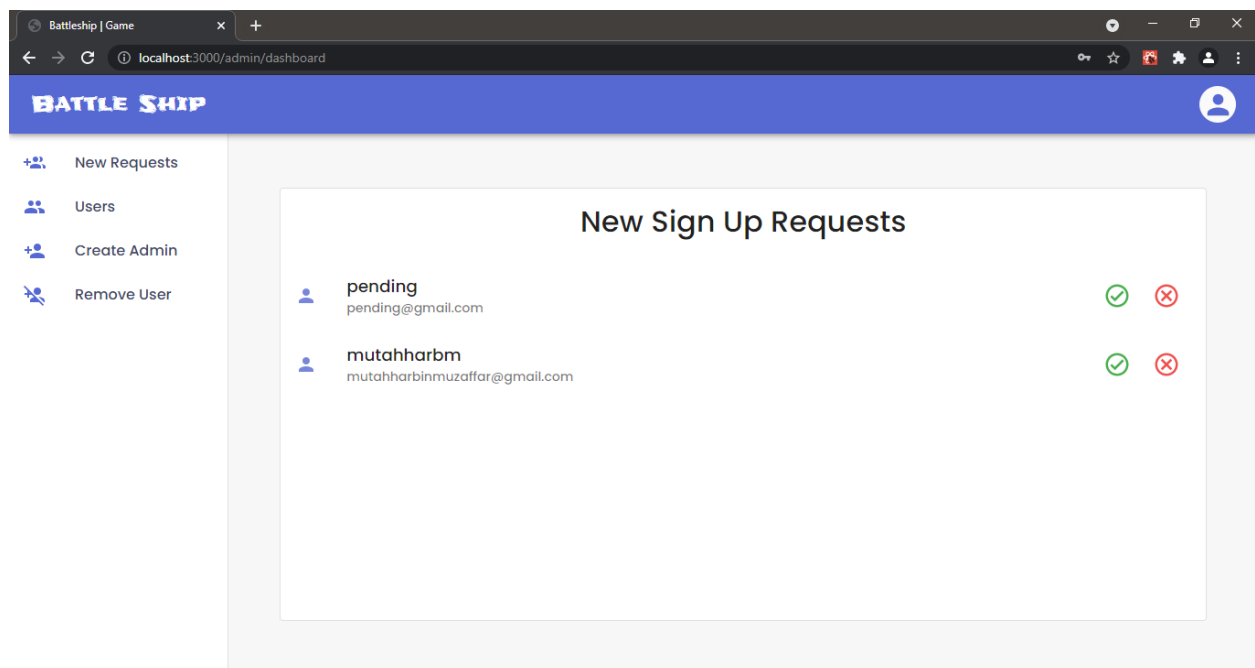 Battleship | Game
localhost:3000/admin/dashboard
BATTLE SHIP
New Requests
Users
Create Admin
Remove User
New Sign Up Requests
pending
pending@gmail.com
mutahharbm
mutahharbinmuzaffar@gmail.com